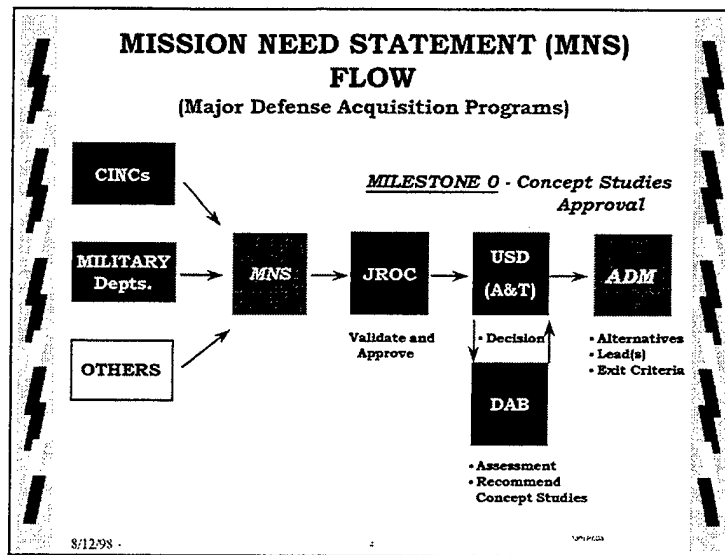 MISSION NEED STATEMENT (MNS)
FLOW
(Major Defense Acquisition Programs)
MILESTONE 0 - Concept Studies
Approval
CINCs
MILITARY
Depts.
OTHERS
MNS
JROC
Validate and
Approve
USD
(A&T)
• Decision
DAB
• Assessment
• Recommend
Concept Studies
ADM
• Alternatives
• Lead(s)
• Exit Criteria
8/12/98 -